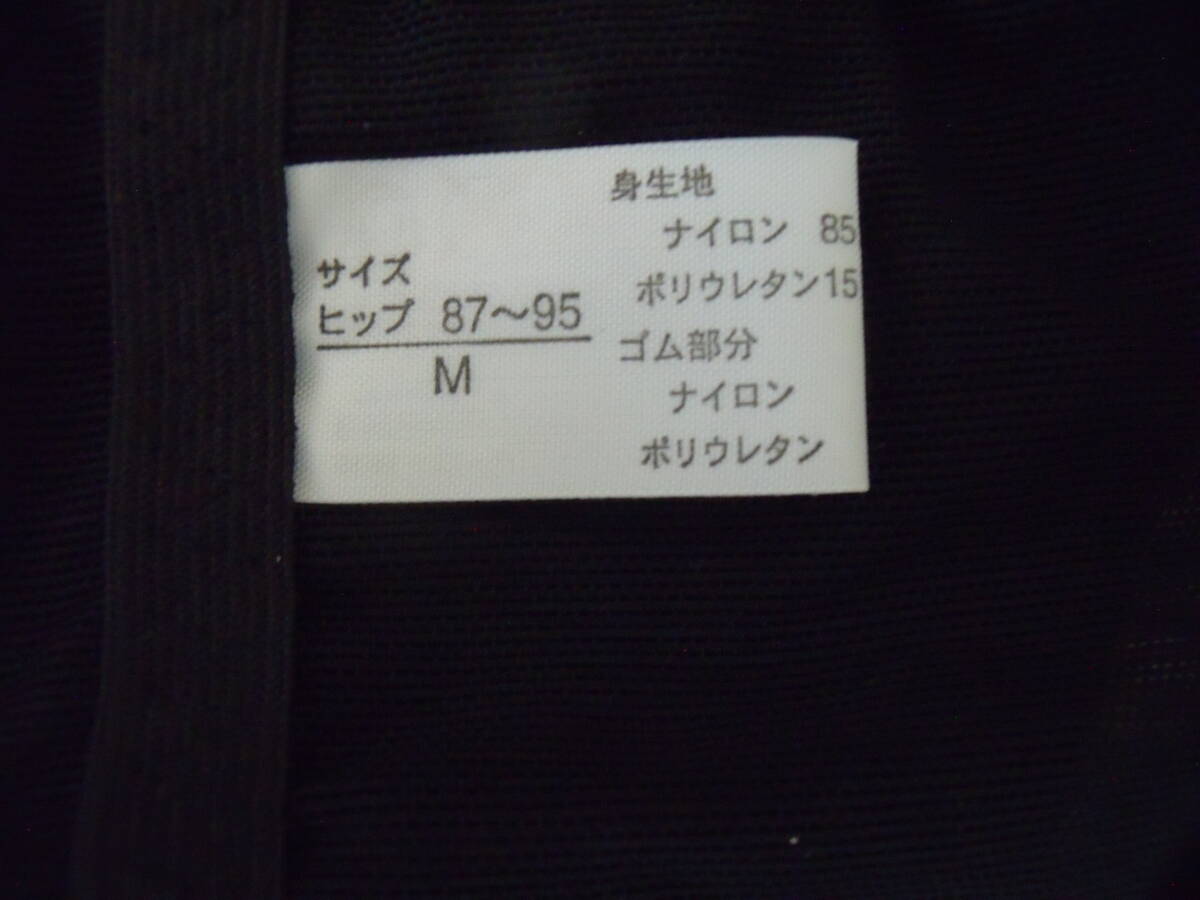 サイズ
ヒップ 87〜95
M
身生地
ナイロン 85
ポリウレタン15
ゴム部分
ナイロン
ポリウレタン